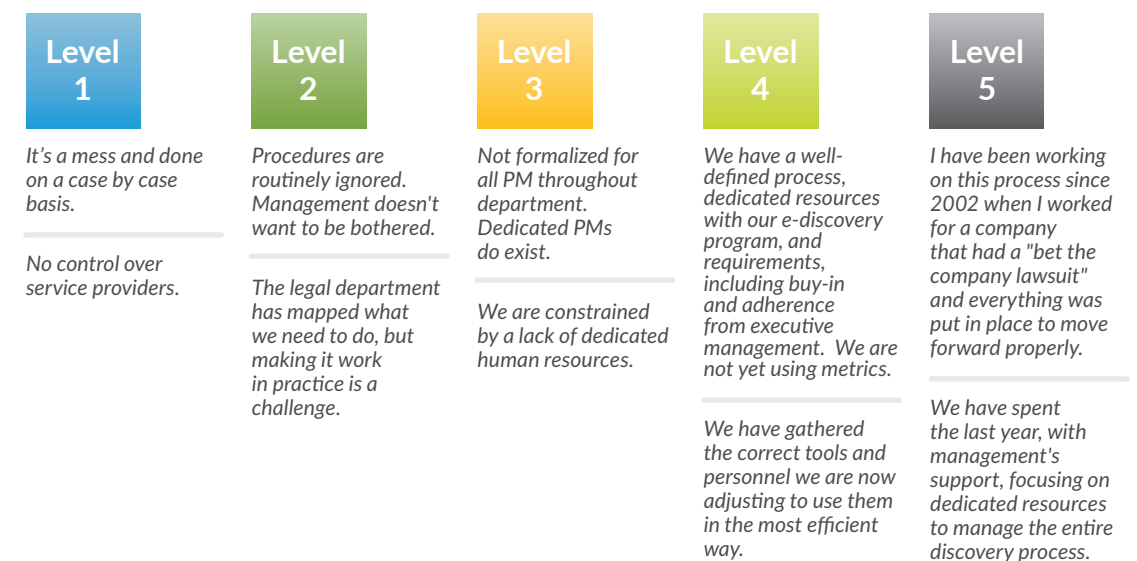 Level
1
It's a mess and done
on a case by case
basis.
No control over
service providers.
Level
2
Procedures are
routinely ignored.
Management doesn't
want to be bothered.
The legal department
has mapped what
we need to do, but
making it work
in practice is a
challenge.
Level
3
Not formalized for
all PM throughout
department.
Dedicated PMs
do exist.
We are constrained
by a lack of dedicated
human resources.
Level
4
We have a well-
defined process,
dedicated resources
with our e-discovery
program, and
requirements,
including buy-in
and adherence
from executive
management.  We are
not yet using metrics.
We have gathered
the correct tools and
personnel we are now
adjusting to use them
in the most efficient
way.
Level
5
I have been working
on this process since
2002 when I worked
for a company
that had a "bet the
company lawsuit"
and everything was
put in place to move
forward properly.
We have spent
the last year, with
management's
support, focusing on
dedicated resources
to manage the entire
discovery process.